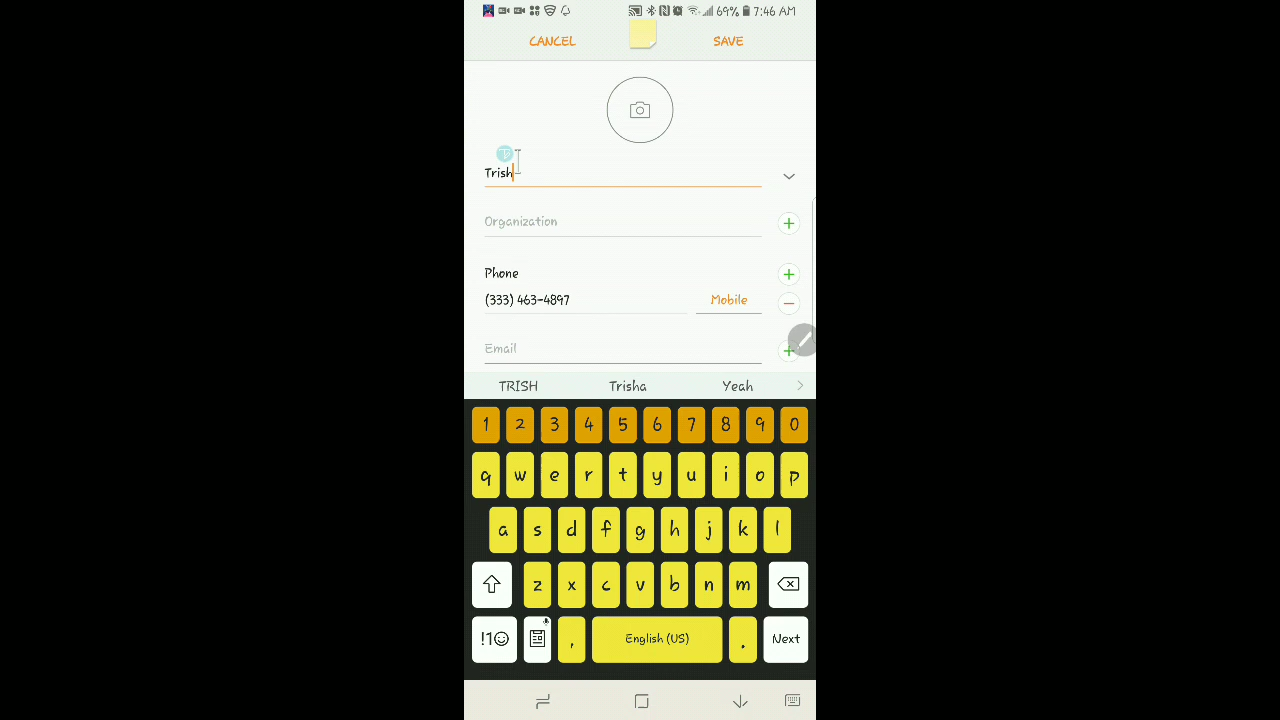 69% 7:46 AM
CANCEL SAVE
Trish
Organization
Phone
(333) 463-4897 Mobile
Email
TRISH Trisha Yeah
1 2 3 4 5 6 7 8 9 0
q w e r t y u i o p
a s d f g h j k l
z x c v b n m
!1☺ , English (US) . Next